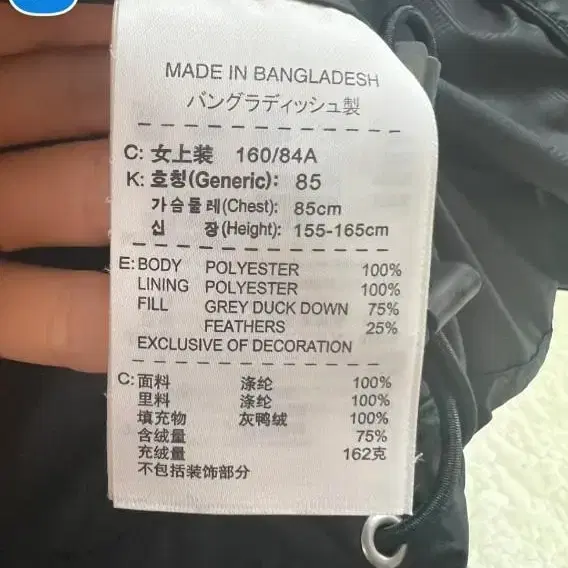 MADE IN BANGLADESH
バングラディッシュ製
C: 女上装 160/84A
K: 호칭(Generic): 85
가슴둘레(Chest): 85cm
신 장(Height): 155-165cm
E: BODY POLYESTER 100%
LINING POLYESTER 100%
FILL GREY DUCK DOWN 75%
FEATHERS 25%
EXCLUSIVE OF DECORATION
C: 面料 涤纶 100%
里料 涤纶 100%
填充物 灰鸭绒 100%
含绒量 75%
充绒量 162克
不包括装饰部分